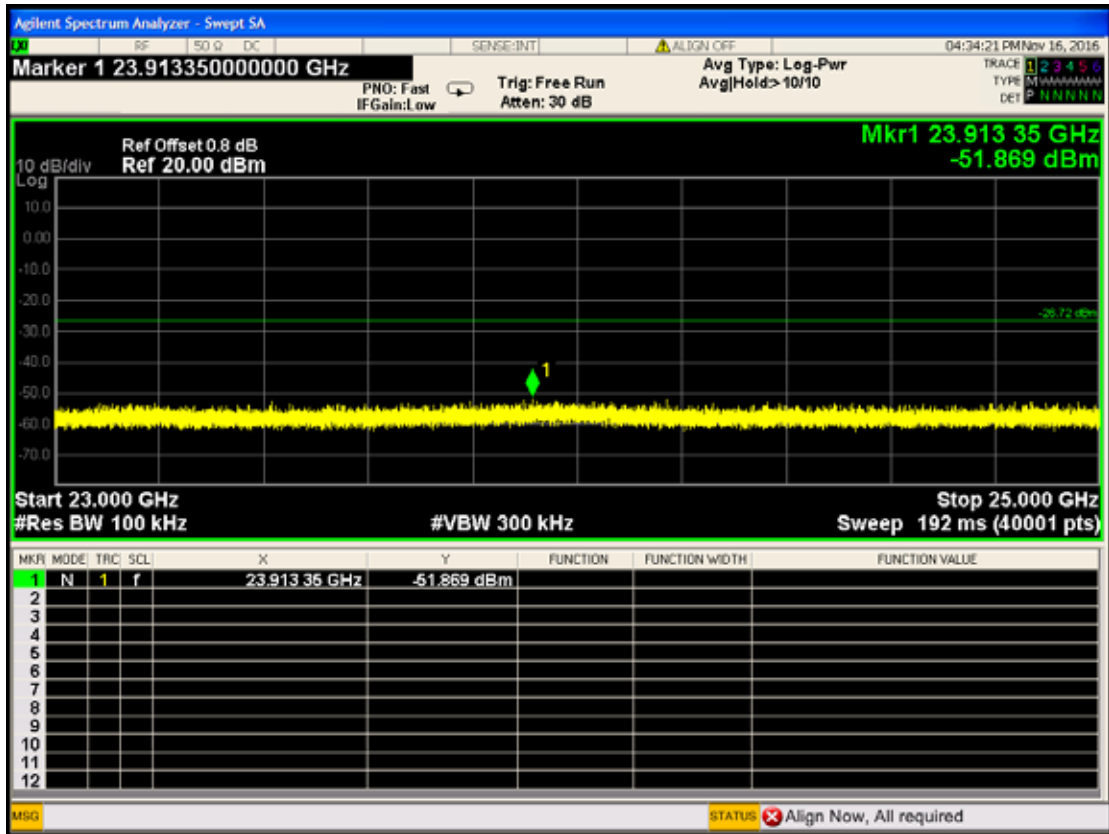 Agilent Spectrum Analyzer - Swept SA
LXI RF 50 Ω DC SENSE:INT ALIGN OFF 04:34:21 PM Nov 16, 2016
Marker 1 23.913350000000 GHz
PNO: Fast
IFGain:Low
Trig: Free Run
Atten: 30 dB
Avg Type: Log-Pwr
Avg|Hold:>10/10
TRACE 1 2 3 4 5 6
TYPE M W W W W W
DET P N N N N N
Mkr1 23.913 35 GHz
-51.869 dBm
Ref Offset 0.8 dB
10 dB/div Ref 20.00 dBm
Log
10.0
0.00
-10.0
-20.0
-26.72 dBm
-30.0
-40.0
1
-50.0
-60.0
-70.0
Start 23.000 GHz Stop 25.000 GHz
#Res BW 100 kHz #VBW 300 kHz Sweep 192 ms (40001 pts)
MKR MODE TRC SCL X Y FUNCTION FUNCTION WIDTH FUNCTION VALUE
1 N 1 f 23.913 35 GHz -51.869 dBm
2
3
4
5
6
7
8
9
10
11
12
MSG STATUS Align Now, All required